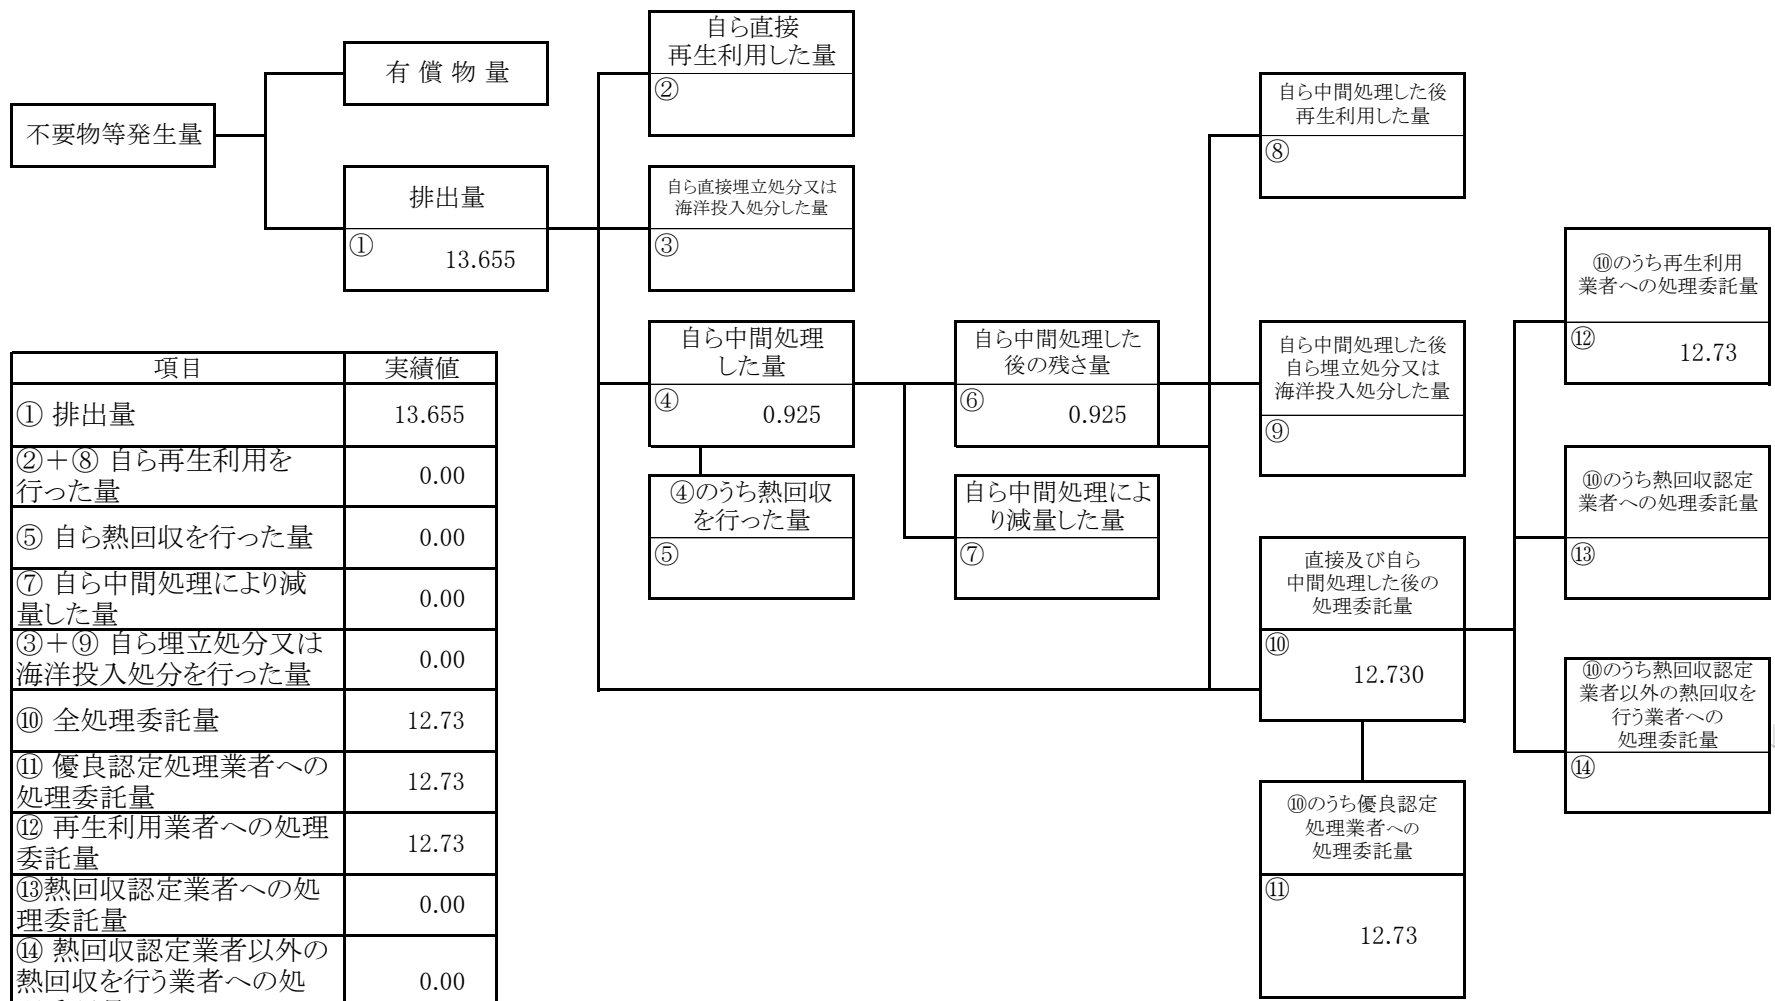 自ら直接
再生利用した量
②
有 償 物 量
不要物等発生量
自ら中間処理した後
再生利用した量
⑧
排出量
①
13.655
自ら直接埋立処分又は
海洋投入処分した量
③
⑩のうち再生利用
業者への処理委託量
⑫
12.73
自ら中間処理
した量
④
0.925
自ら中間処理した
後の残さ量
⑥
0.925
自ら中間処理した後
自ら埋立処分又は
海洋投入処分した量
⑨
④のうち熱回収
を行った量
⑤
自ら中間処理によ
り減量した量
⑦
⑩のうち熱回収認定
業者への処理委託量
⑬
直接及び自ら
中間処理した後の
処理委託量
⑩
12.730
⑩のうち熱回収認定
業者以外の熱回収を
行う業者への
処理委託量
⑭
⑩のうち優良認定
処理業者への
処理委託量
⑪
12.73
項目 実績値
① 排出量 13.655
②＋⑧ 自ら再生利用を
行った量 0.00
⑤ 自ら熱回収を行った量 0.00
⑦ 自ら中間処理により減
量した量 0.00
③＋⑨ 自ら埋立処分又は
海洋投入処分を行った量 0.00
⑩ 全処理委託量 12.73
⑪ 優良認定処理業者への
処理委託量 12.73
⑫ 再生利用業者への処理
委託量 12.73
⑬熱回収認定業者への処
理委託量 0.00
⑭ 熱回収認定業者以外の
熱回収を行う業者への処 0.00